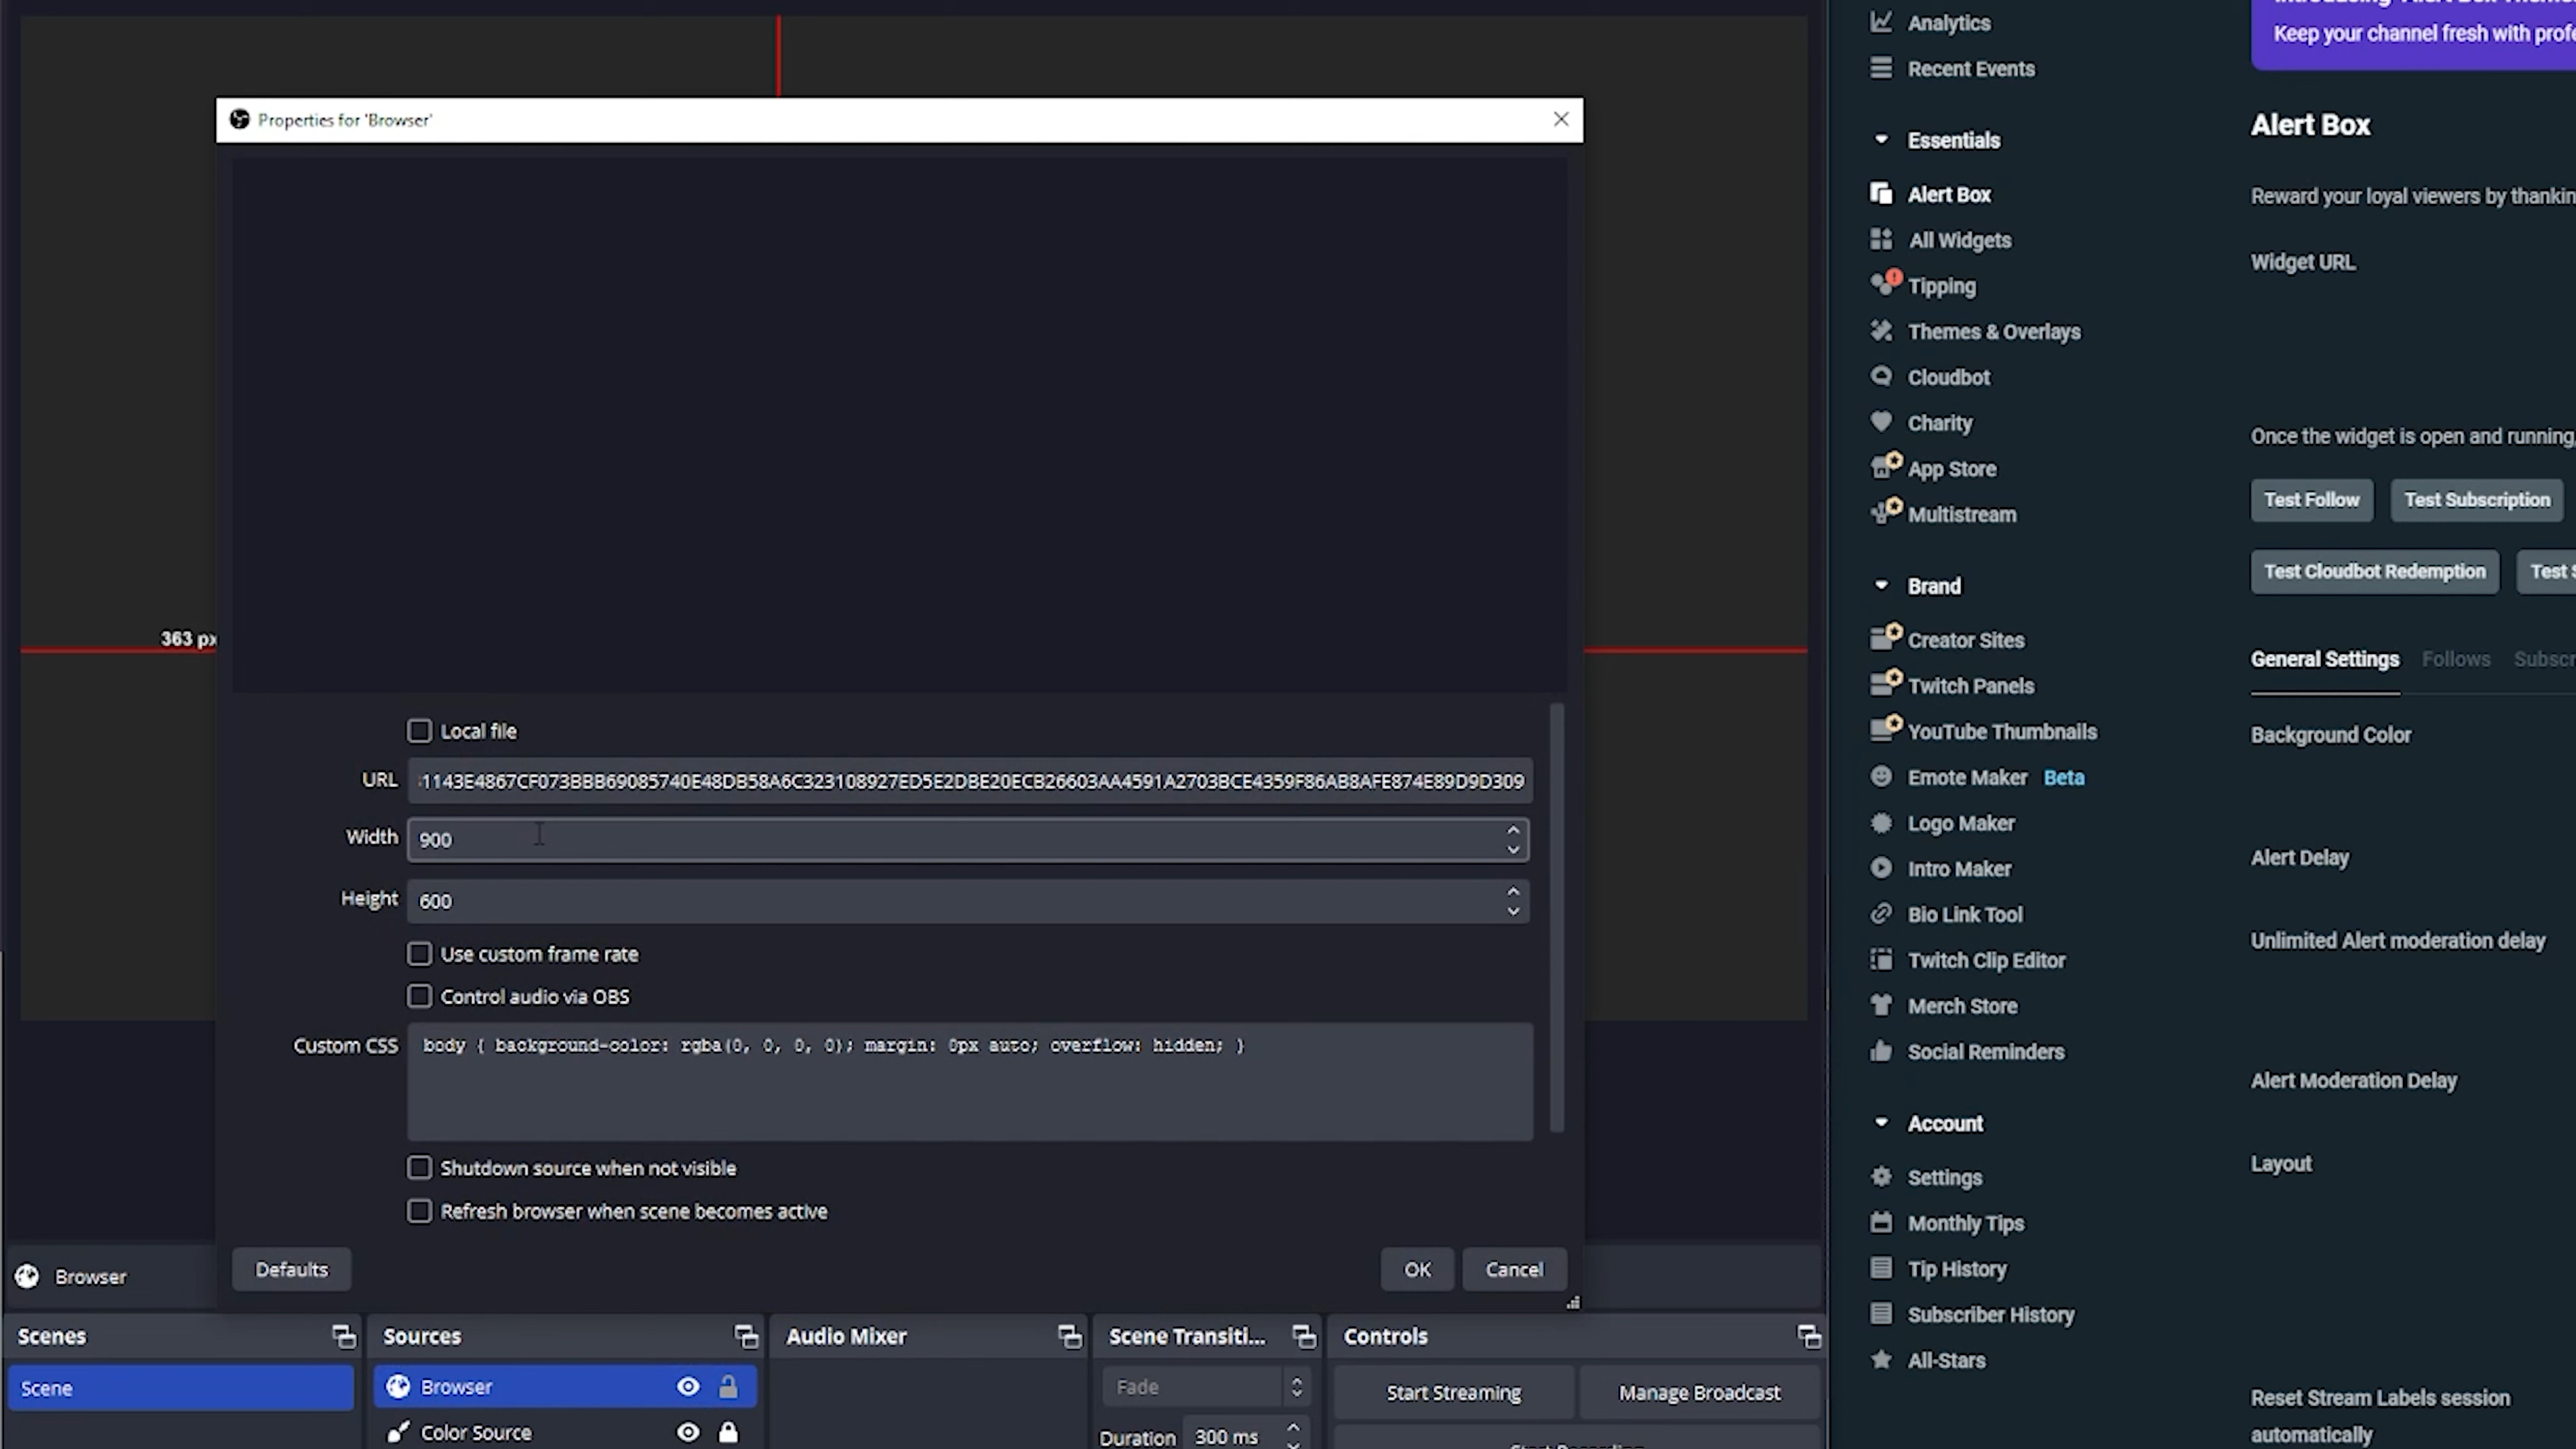 Properties for 'Browser'
363 px
Local file
URL
1143E4867CF073BBB69085740E48DB58A6C323108927ED5E2DBE20ECB26603AA4591A2703BCE4359F86AB8AFE874E89D9D309
Width
900
Height
600
Use custom frame rate
Control audio via OBS
Custom CSS
body { background-color: rgba(0, 0, 0, 0); margin: 0px auto; overflow: hidden; }
Shutdown source when not visible
Refresh browser when scene becomes active
Defaults
OK
Cancel
Browser
Scenes
Scene
Sources
Browser
Color Source
Audio Mixer
Scene Transiti...
Fade
Duration
300 ms
Controls
Start Streaming
Manage Broadcast
Analytics
Recent Events
Essentials
Alert Box
All Widgets
Tipping
Themes & Overlays
Cloudbot
Charity
App Store
Multistream
Brand
Creator Sites
Twitch Panels
YouTube Thumbnails
Emote Maker Beta
Logo Maker
Intro Maker
Bio Link Tool
Twitch Clip Editor
Merch Store
Social Reminders
Account
Settings
Monthly Tips
Tip History
Subscriber History
All-Stars
Keep your channel fresh with profe
Alert Box
Reward your loyal viewers by thankin
Widget URL
Once the widget is open and running,
Test Follow
Test Subscription
Test Cloudbot Redemption
Test
General Settings
Follows
Subscr
Background Color
Alert Delay
Unlimited Alert moderation delay
Alert Moderation Delay
Layout
Reset Stream Labels session
automatically